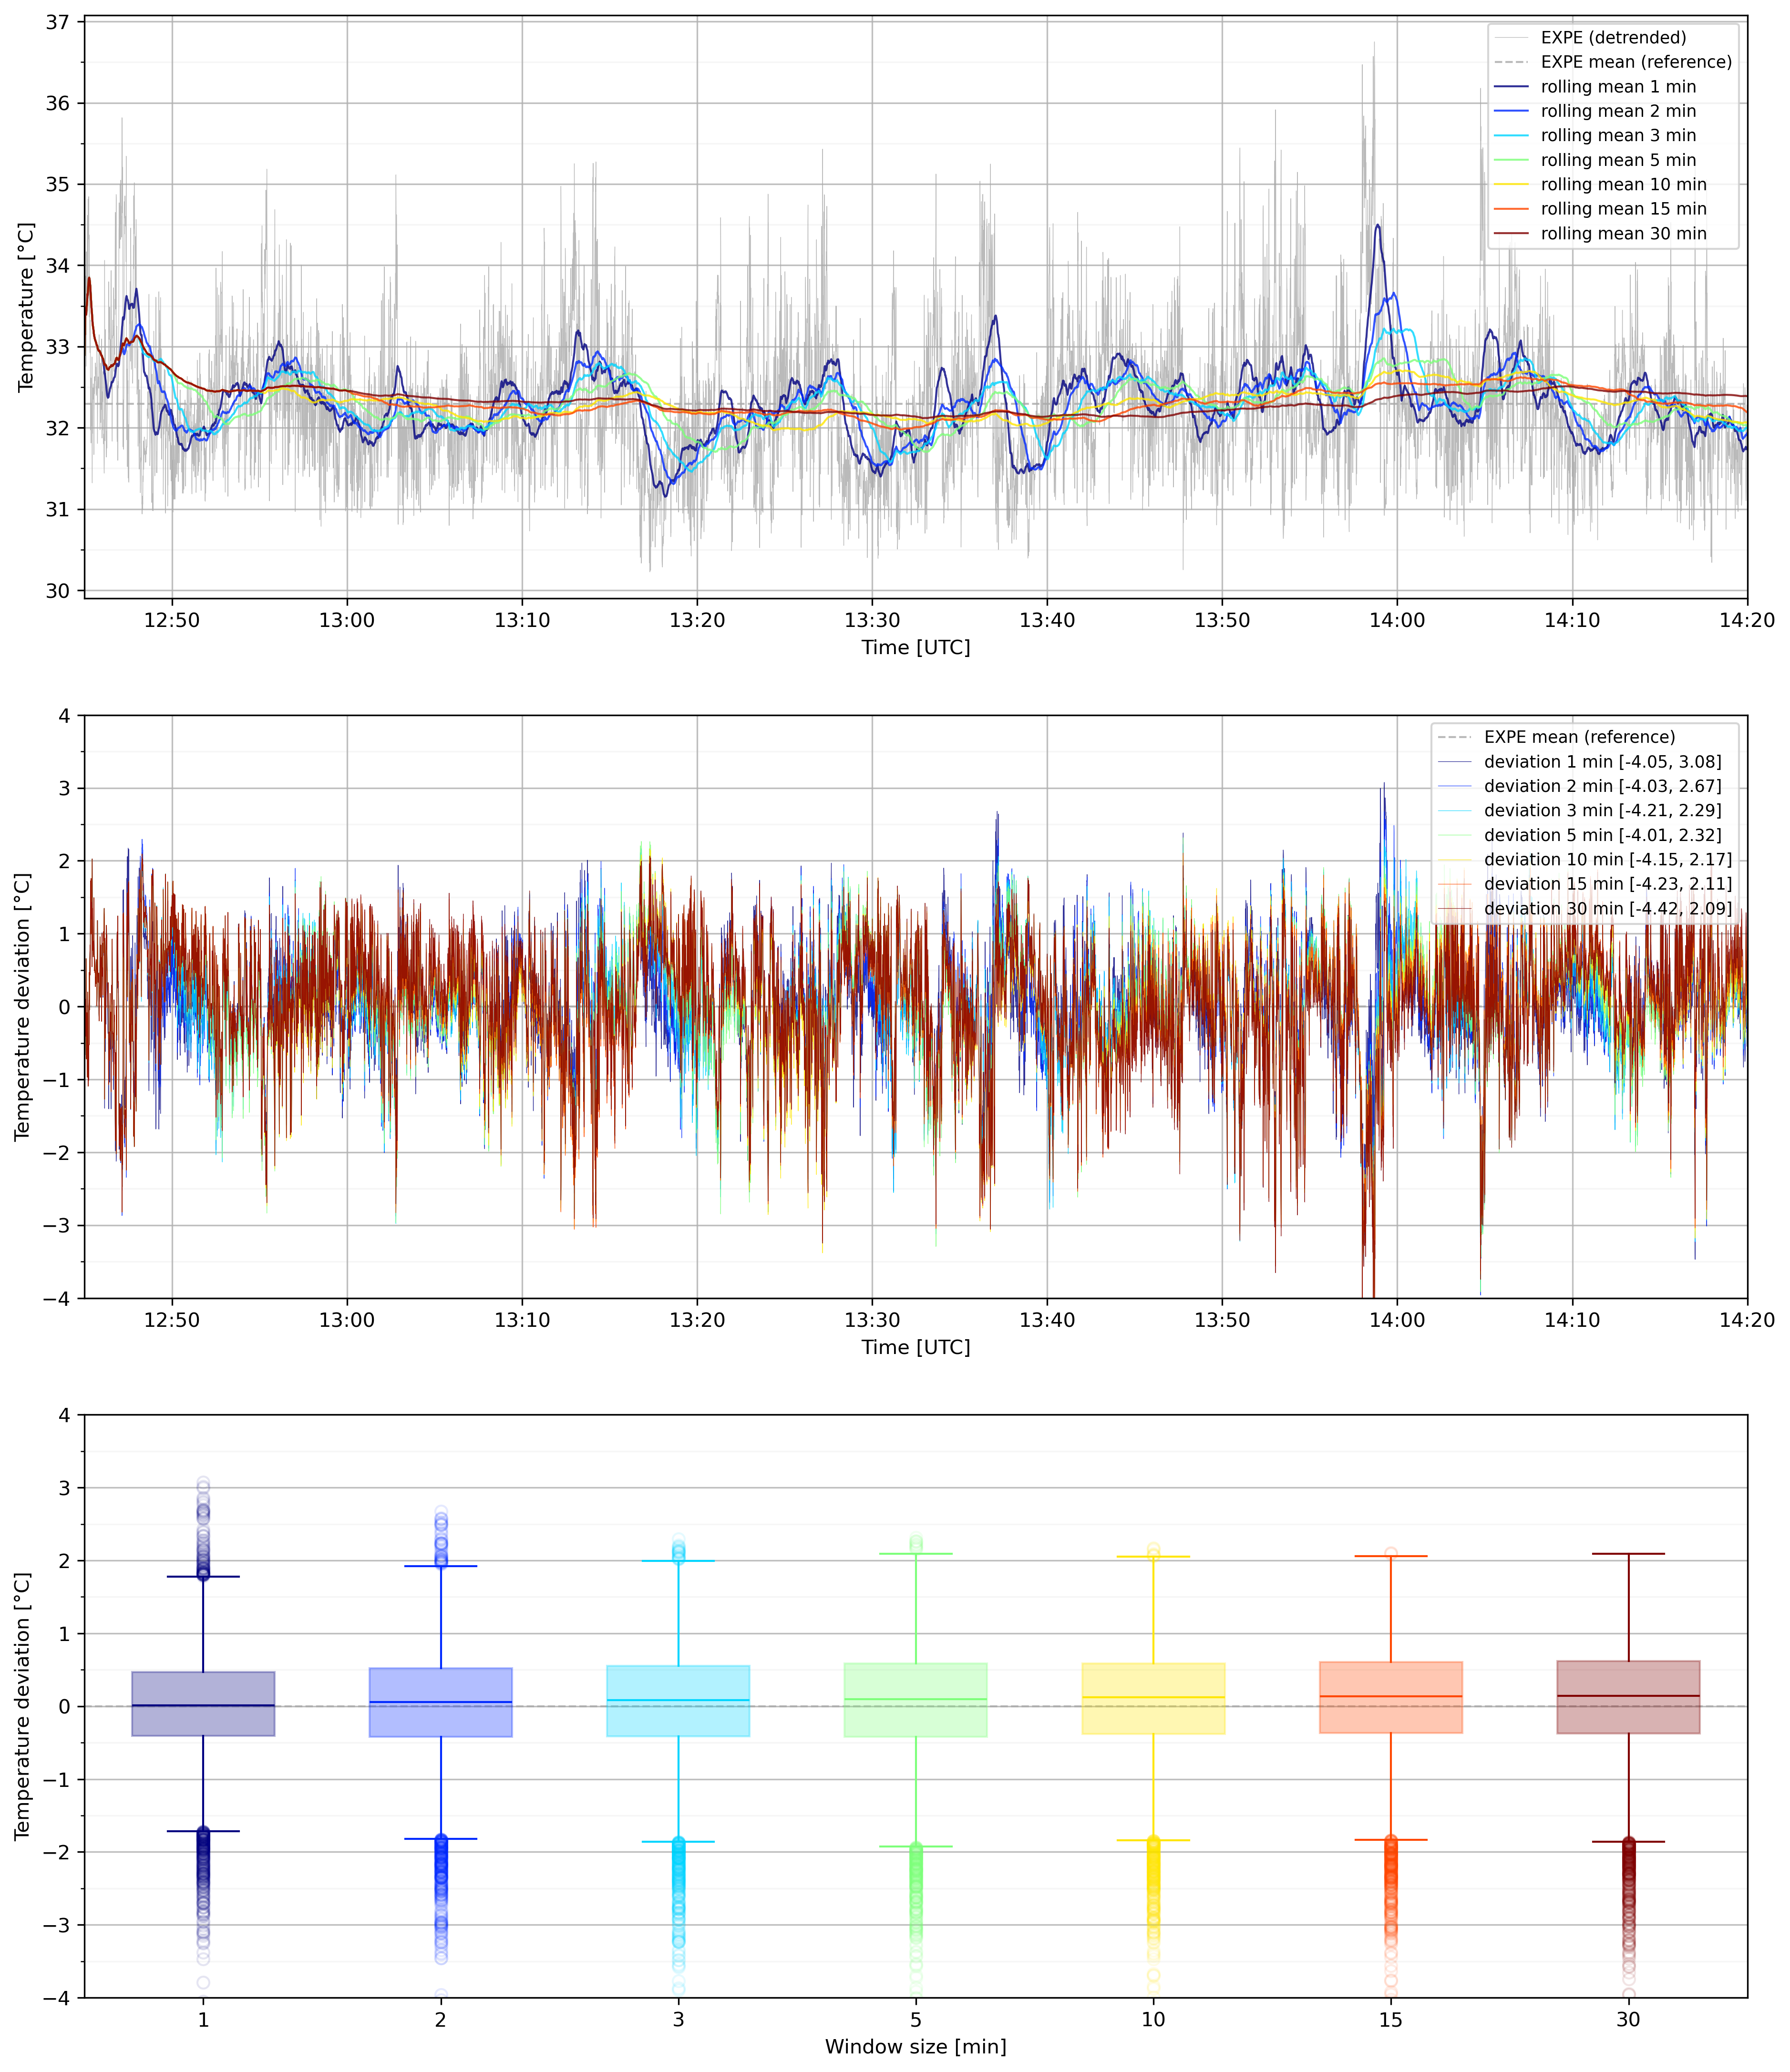 37
36
35
34
33
32
31
30
Temperature [°C]
EXPE (detrended)
EXPE mean (reference)
rolling mean 1 min
rolling mean 2 min
rolling mean 3 min
rolling mean 5 min
rolling mean 10 min
rolling mean 15 min
rolling mean 30 min
12:50 13:00 13:10 13:20 13:30 13:40 13:50 14:00 14:10 14:20
Time [UTC]
4
3
2
1
0
−1
−2
−3
−4
Temperature deviation [°C]
EXPE mean (reference)
deviation 1 min [-4.05, 3.08]
deviation 2 min [-4.03, 2.67]
deviation 3 min [-4.21, 2.29]
deviation 5 min [-4.01, 2.32]
deviation 10 min [-4.15, 2.17]
deviation 15 min [-4.23, 2.11]
deviation 30 min [-4.42, 2.09]
12:50 13:00 13:10 13:20 13:30 13:40 13:50 14:00 14:10 14:20
Time [UTC]
4
3
2
1
0
−1
−2
−3
−4
Temperature deviation [°C]
1 2 3 5 10 15 30
Window size [min]